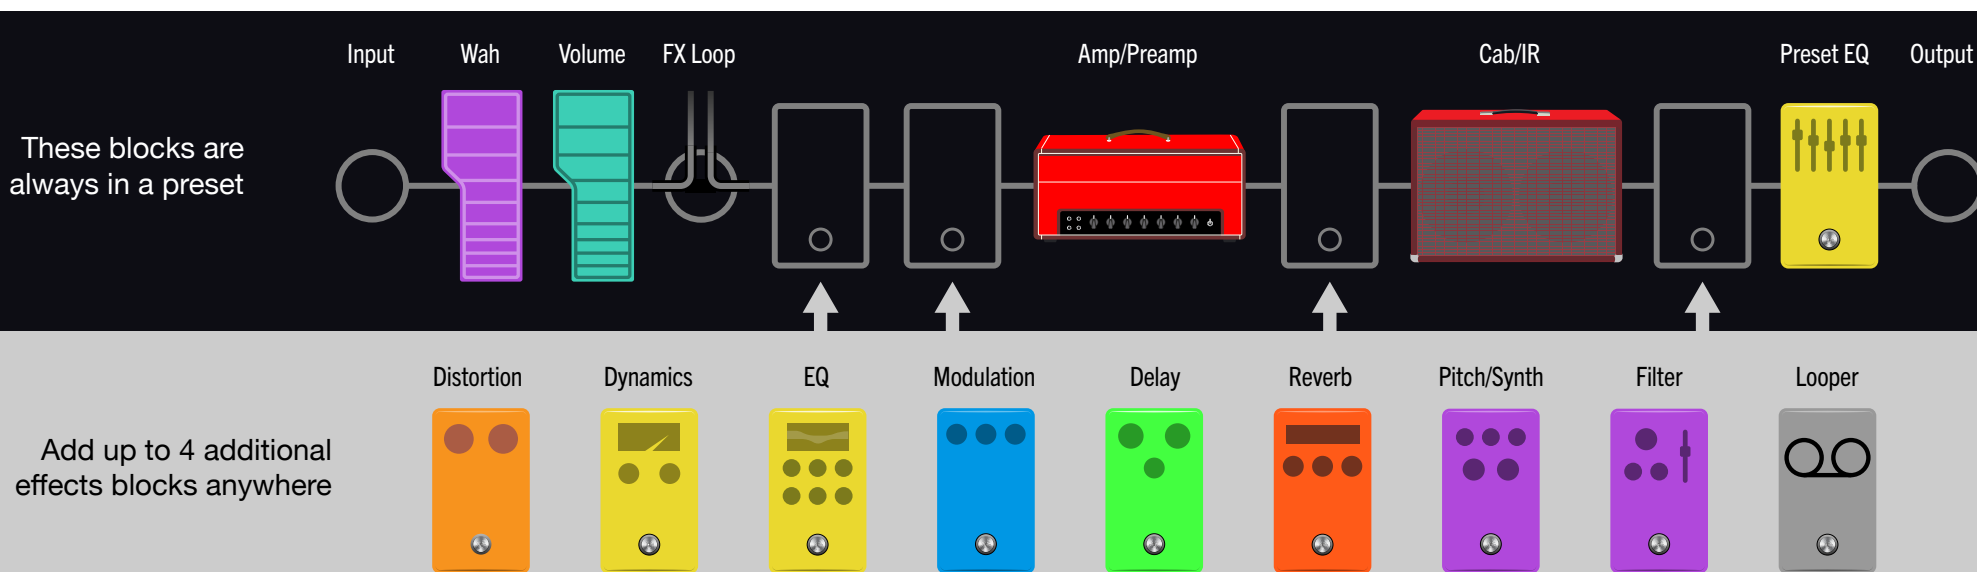 Input
Wah
Volume
FX Loop
Amp/Preamp
Cab/IR
Preset EQ
Output
These blocks are
always in a preset
Distortion
Dynamics
EQ
Modulation
Delay
Reverb
Pitch/Synth
Filter
Looper
Add up to 4 additional
effects blocks anywhere